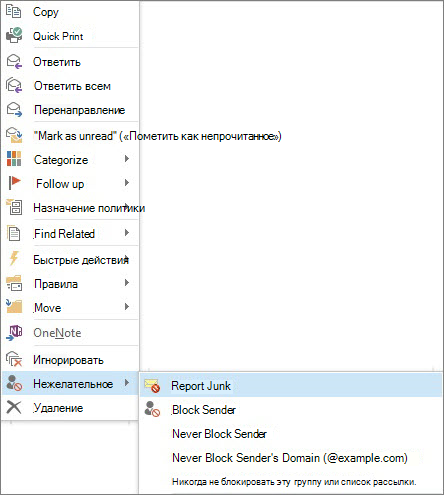 Copy
Quick Print
Ответить
Ответить всем
Перенаправление
"Mark as unread" («Пометить как непрочитанное»)
Categorize
Follow up
Назначение политики
Find Related
Быстрые действия
Правила
Move
OneNote
Игнорировать
Нежелательное
Удаление
Report Junk
Block Sender
Never Block Sender
Never Block Sender's Domain (@example.com)
Никогда не блокировать эту группу или список рассылки.